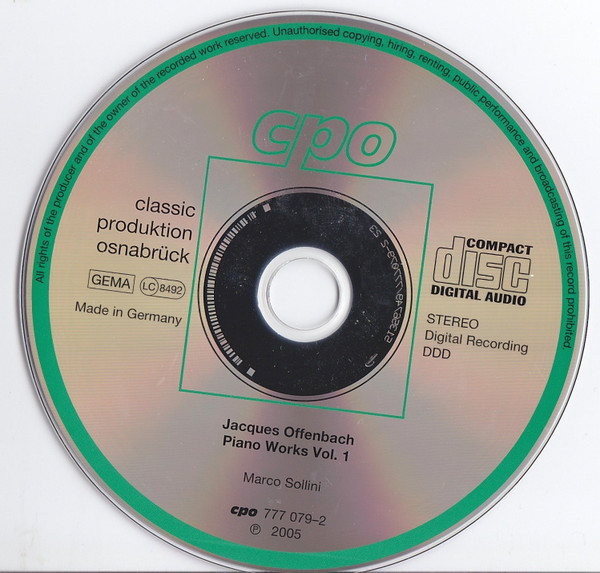 All rights of the producer and of the owner of the recorded work reserved. Unauthorised copying, hiring, renting, public performance and broadcasting of this record prohibited.
cpo
classic
produktion
osnabrück
GEMA LC 8492
Made in Germany
COMPACT
disc
DIGITAL AUDIO
STEREO
Digital Recording
DDD
Jacques Offenbach
Piano Works Vol. 1
Marco Sollini
cpo 777 079–2
℗ 2005